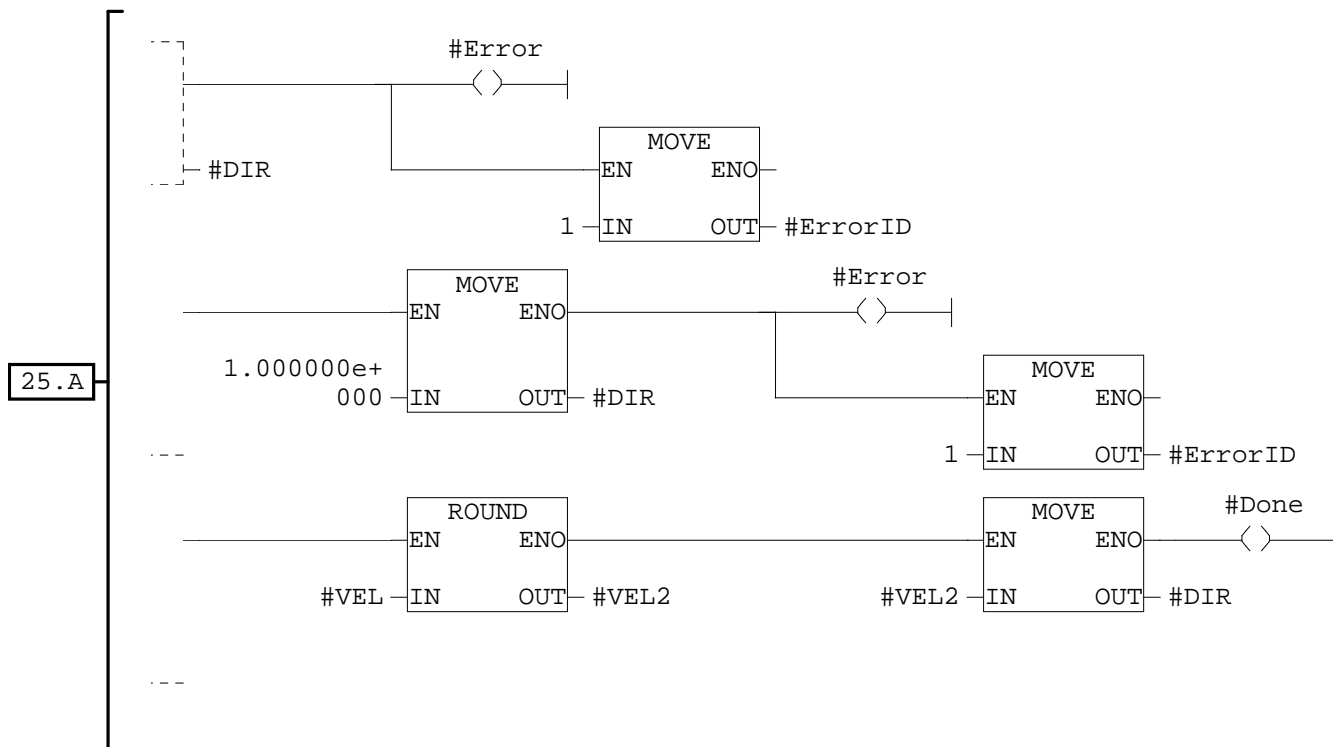 #Error
MOVE
#DIR
EN ENO
1 IN OUT #ErrorID
MOVE
#Error
EN ENO
25.A
1.000000e+
000 IN OUT #DIR
MOVE
EN ENO
1 IN OUT #ErrorID
ROUND
MOVE
#Done
EN ENO
EN ENO
#VEL IN OUT #VEL2
#VEL2 IN OUT #DIR